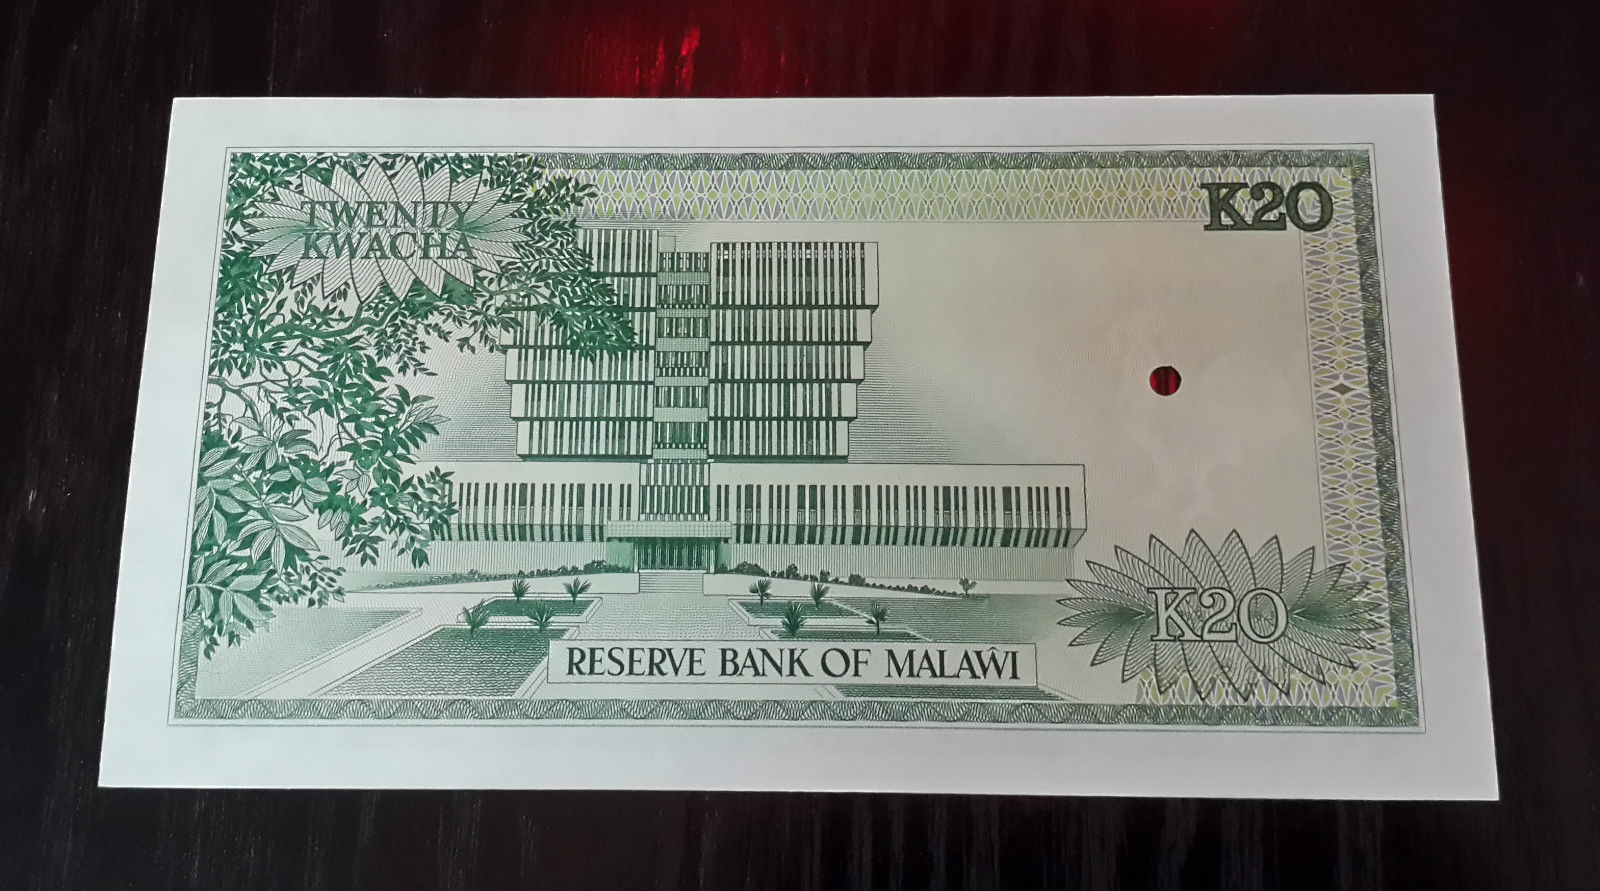 TWENTY
KWACHA
K20
K20
RESERVE BANK OF MALAŴI